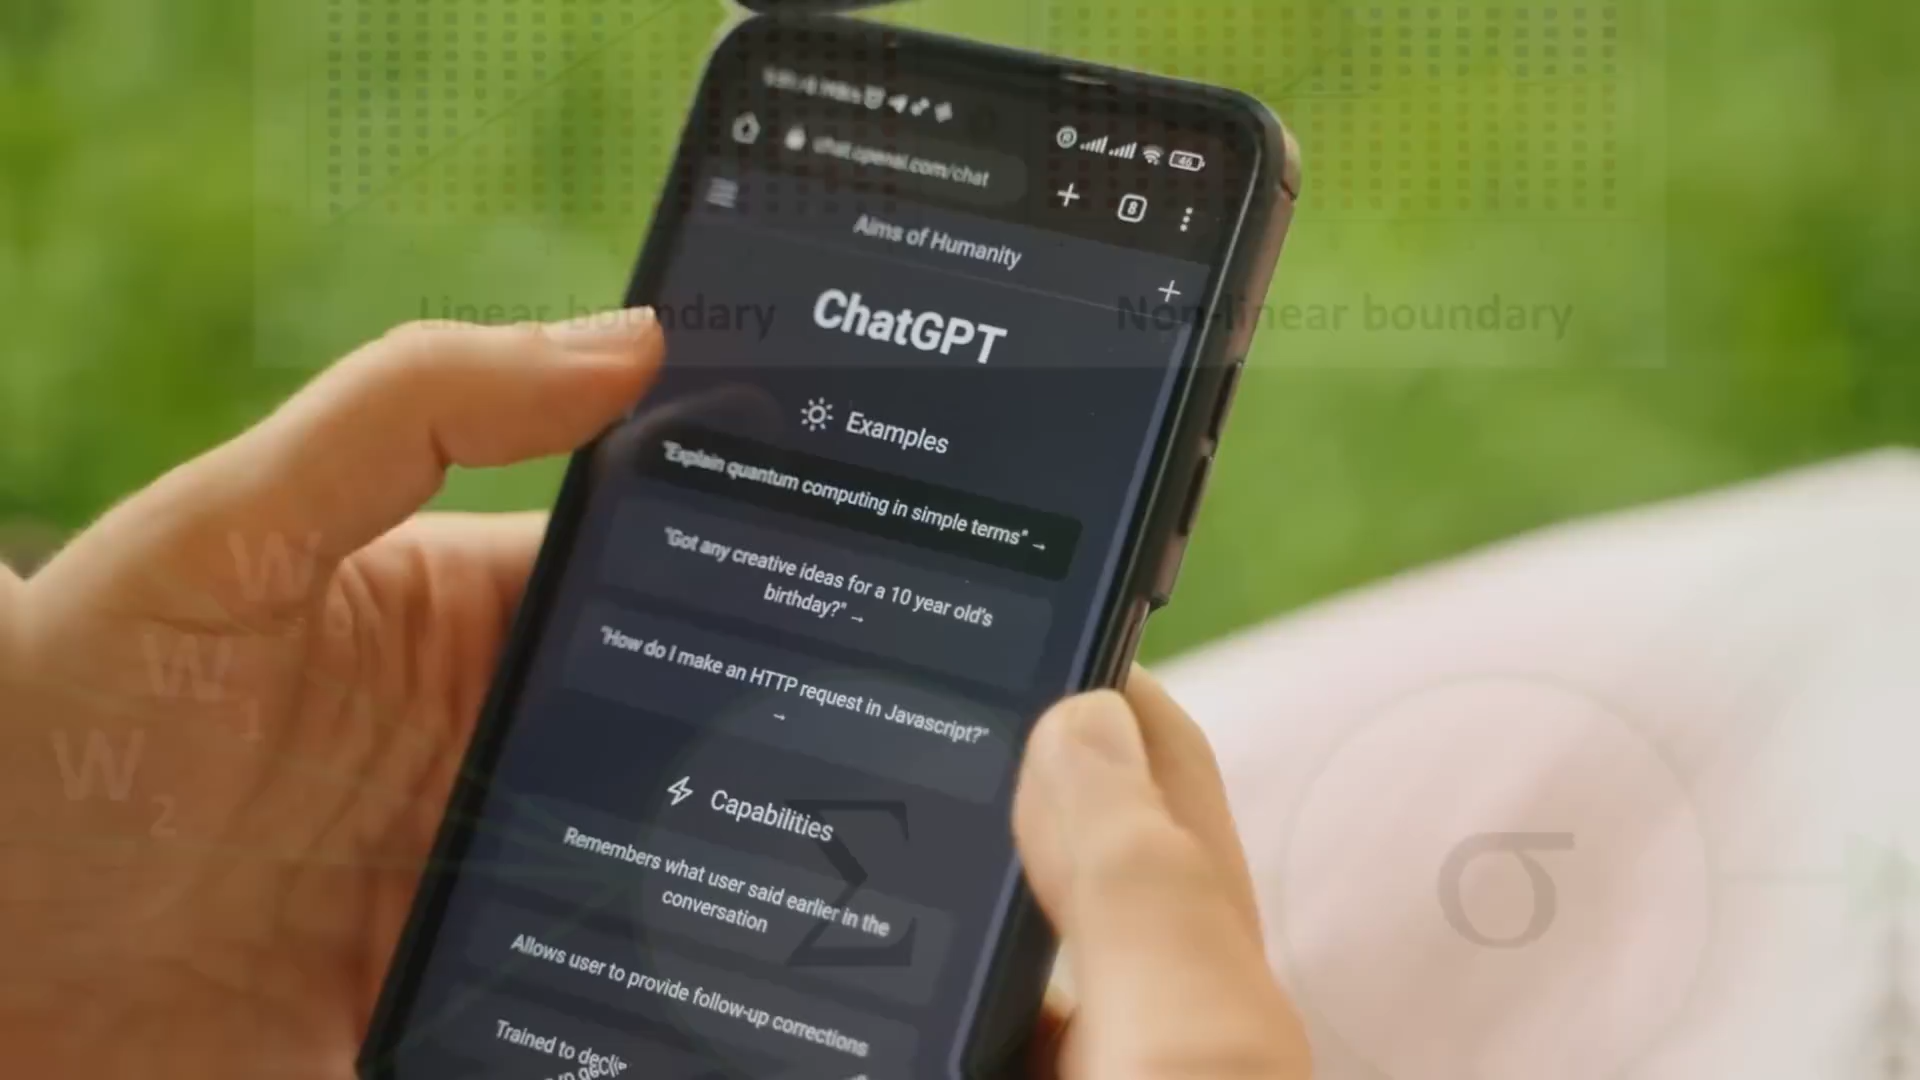 chat.openai.com/chat
46
8
Aims of Humanity
ChatGPT
Linear boundary
Non-linear boundary
Examples
"Explain quantum computing in simple terms" →
"Got any creative ideas for a 10 year old's
birthday?" →
"How do I make an HTTP request in Javascript?"
→
Capabilities
Remembers what user said earlier in the
conversation
Allows user to provide follow-up corrections
Trained to
W0
W1
W2
Σ
σ